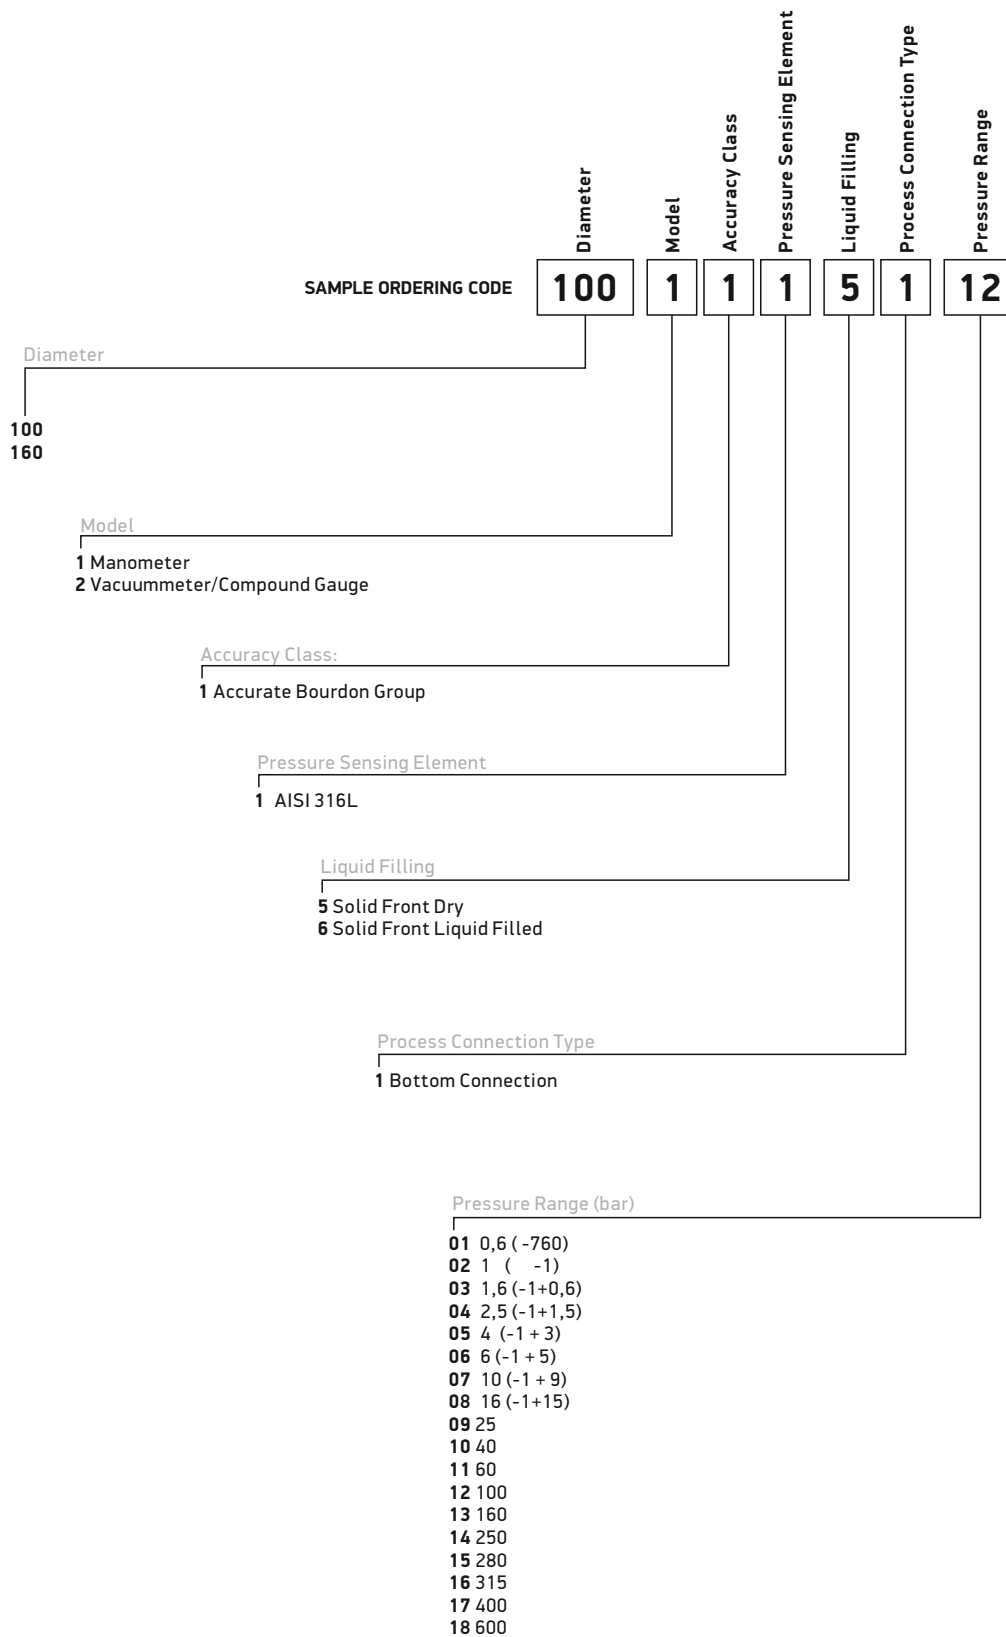 Diameter
Model
Accuracy Class
Pressure Sensing Element
Liquid Filling
Process Connection Type
Pressure Range
SAMPLE ORDERING CODE 100 1 1 1 5 1 12
Diameter
100
160
Model
1 Manometer
2 Vacuummeter/Compound Gauge
Accuracy Class:
1 Accurate Bourdon Group
Pressure Sensing Element
1 AISI 316L
Liquid Filling
5 Solid Front Dry
6 Solid Front Liquid Filled
Process Connection Type
1 Bottom Connection
Pressure Range (bar)
01 0,6 ( -760)
02 1 ( -1)
03 1,6 (-1+0,6)
04 2,5 (-1+1,5)
05 4 (-1 + 3)
06 6 (-1 + 5)
07 10 (-1 + 9)
08 16 (-1+15)
09 25
10 40
11 60
12 100
13 160
14 250
15 280
16 315
17 400
18 600